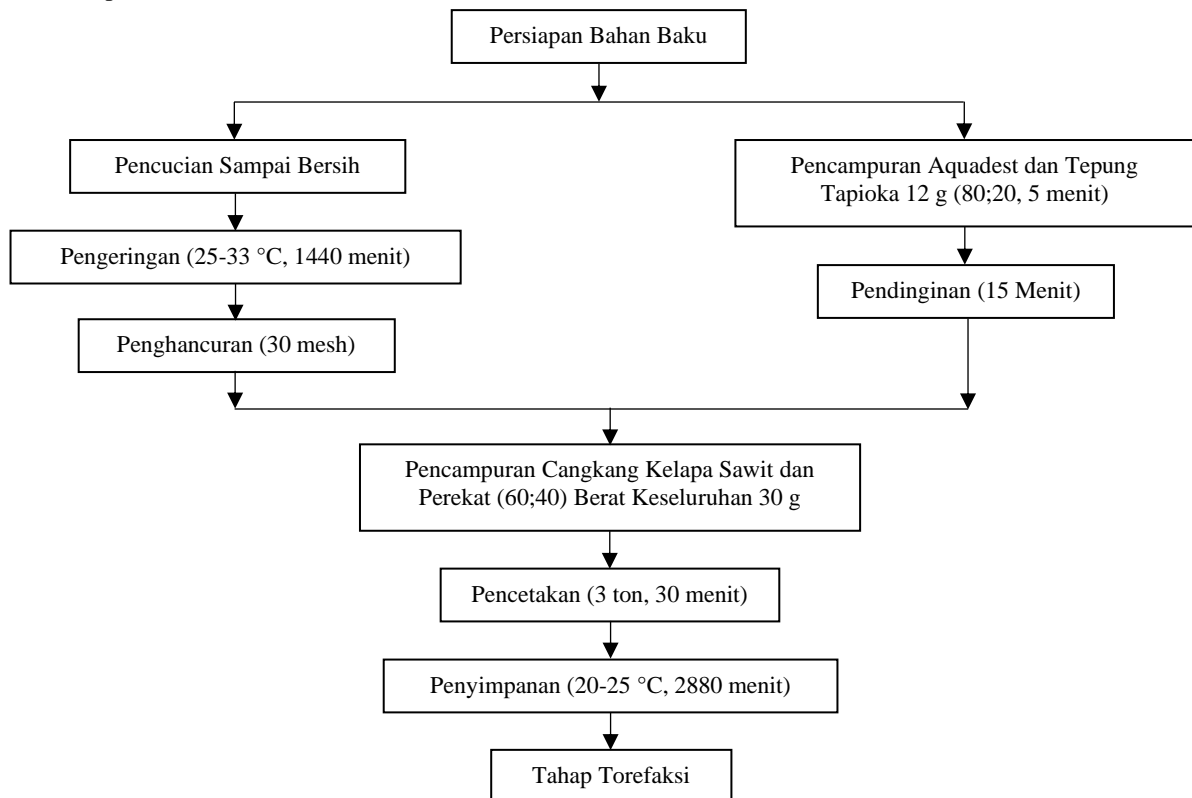 Persiapan Bahan Baku
Pencucian Sampai Bersih
Pengeringan (25-33 °C, 1440 menit)
Penghancuran (30 mesh)
Pencampuran Aquadest dan Tepung
Tapioka 12 g (80;20, 5 menit)
Pendinginan (15 Menit)
Pencampuran Cangkang Kelapa Sawit dan
Perekat (60;40) Berat Keseluruhan 30 g
Pencetakan (3 ton, 30 menit)
Penyimpanan (20-25 °C, 2880 menit)
Tahap Torefaksi